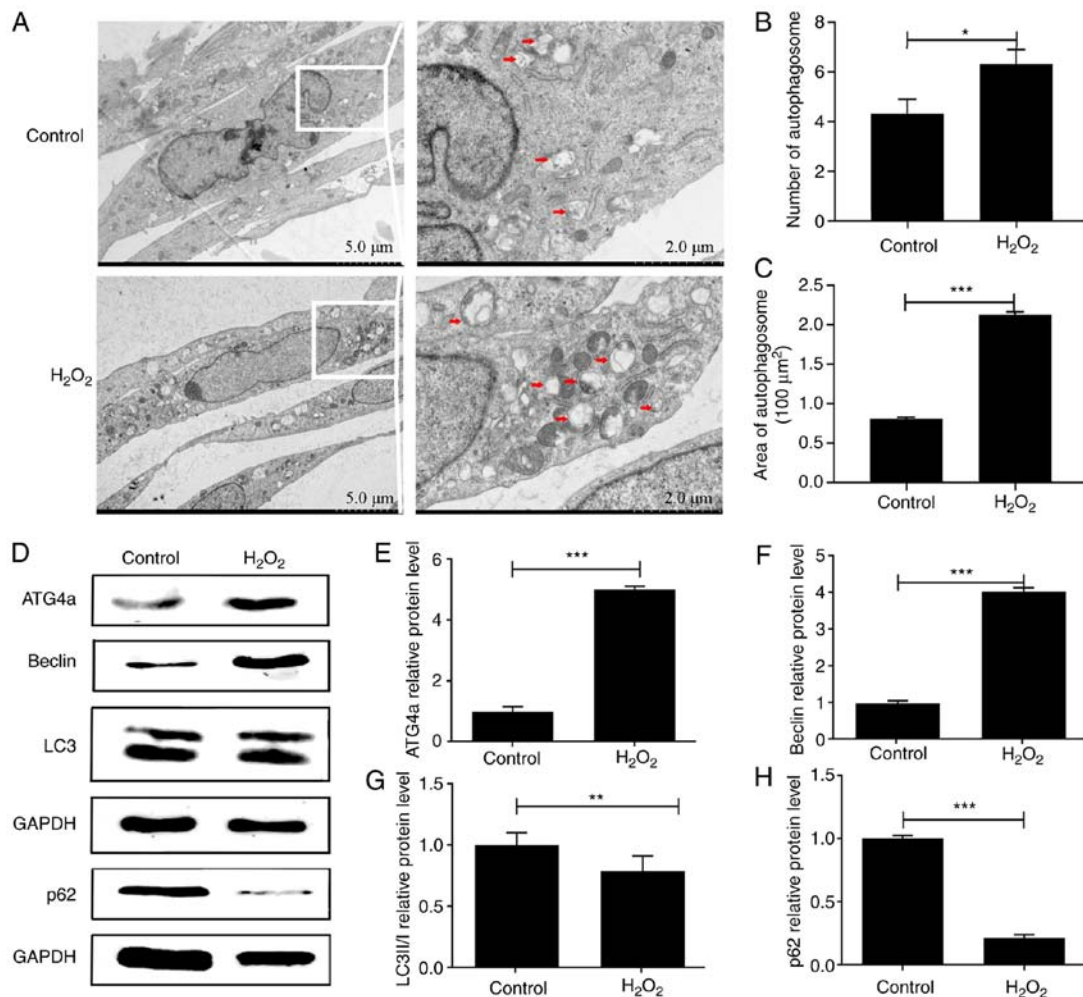 A
Control
5.0 µm
2.0 µm
H₂O₂
5.0 µm
2.0 µm
B
Number of autophagosome
8
6
4
2
0
*
Control
H₂O₂
C
Area of autophagosome
(100 µm²)
2.5
2.0
1.5
1.0
0.5
0.0
***
Control
H₂O₂
D
Control
H₂O₂
ATG4a
Beclin
LC3
GAPDH
p62
GAPDH
E
ATG4a relative protein level
6
4
2
0
***
Control
H₂O₂
F
Beclin relative protein level
5
4
3
2
1
0
***
Control
H₂O₂
G
LC3II/I relative protein level
1.5
1.0
0.5
0.0
**
Control
H₂O₂
H
p62 relative protein level
1.5
1.0
0.5
0.0
***
Control
H₂O₂